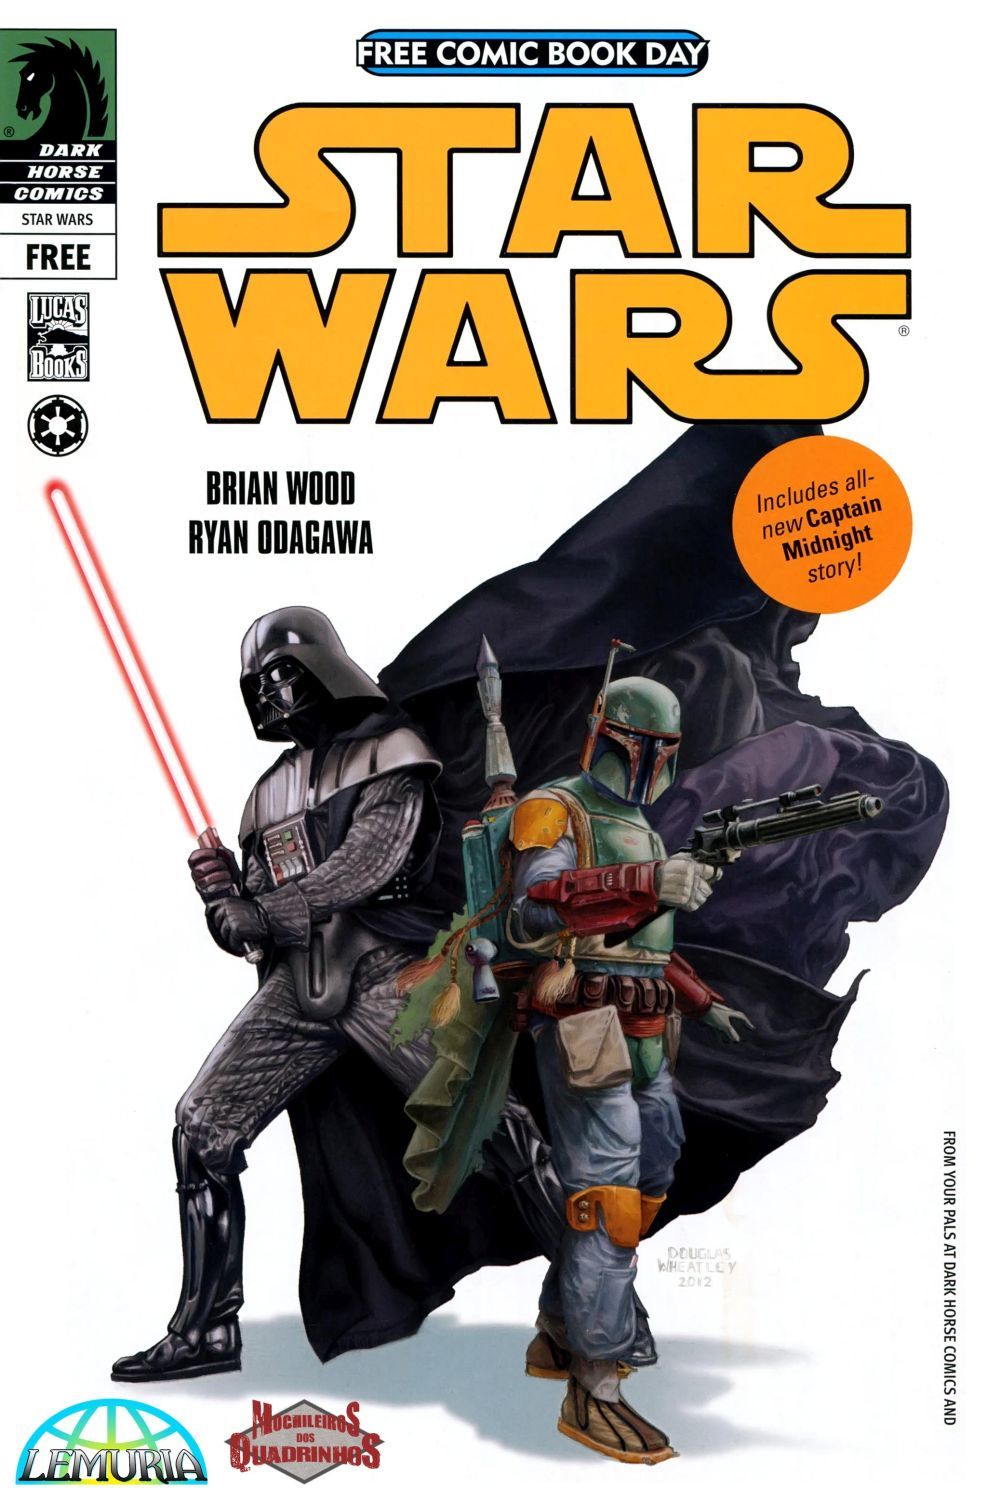 FREE COMIC BOOK DAY
STAR
WARS
®
®
DARK
HORSE
COMICS
STAR WARS
FREE
LUCAS
BOOKS
BRIAN WOOD
RYAN ODAGAWA
Includes all-
new Captain
Midnight
story!
DOUGLAS
WHEATLEY
2012
FROM YOUR PALS AT DARK HORSE COMICS AND
LEMURIA
MOCHILEIROS
DOS
QUADRINHOS